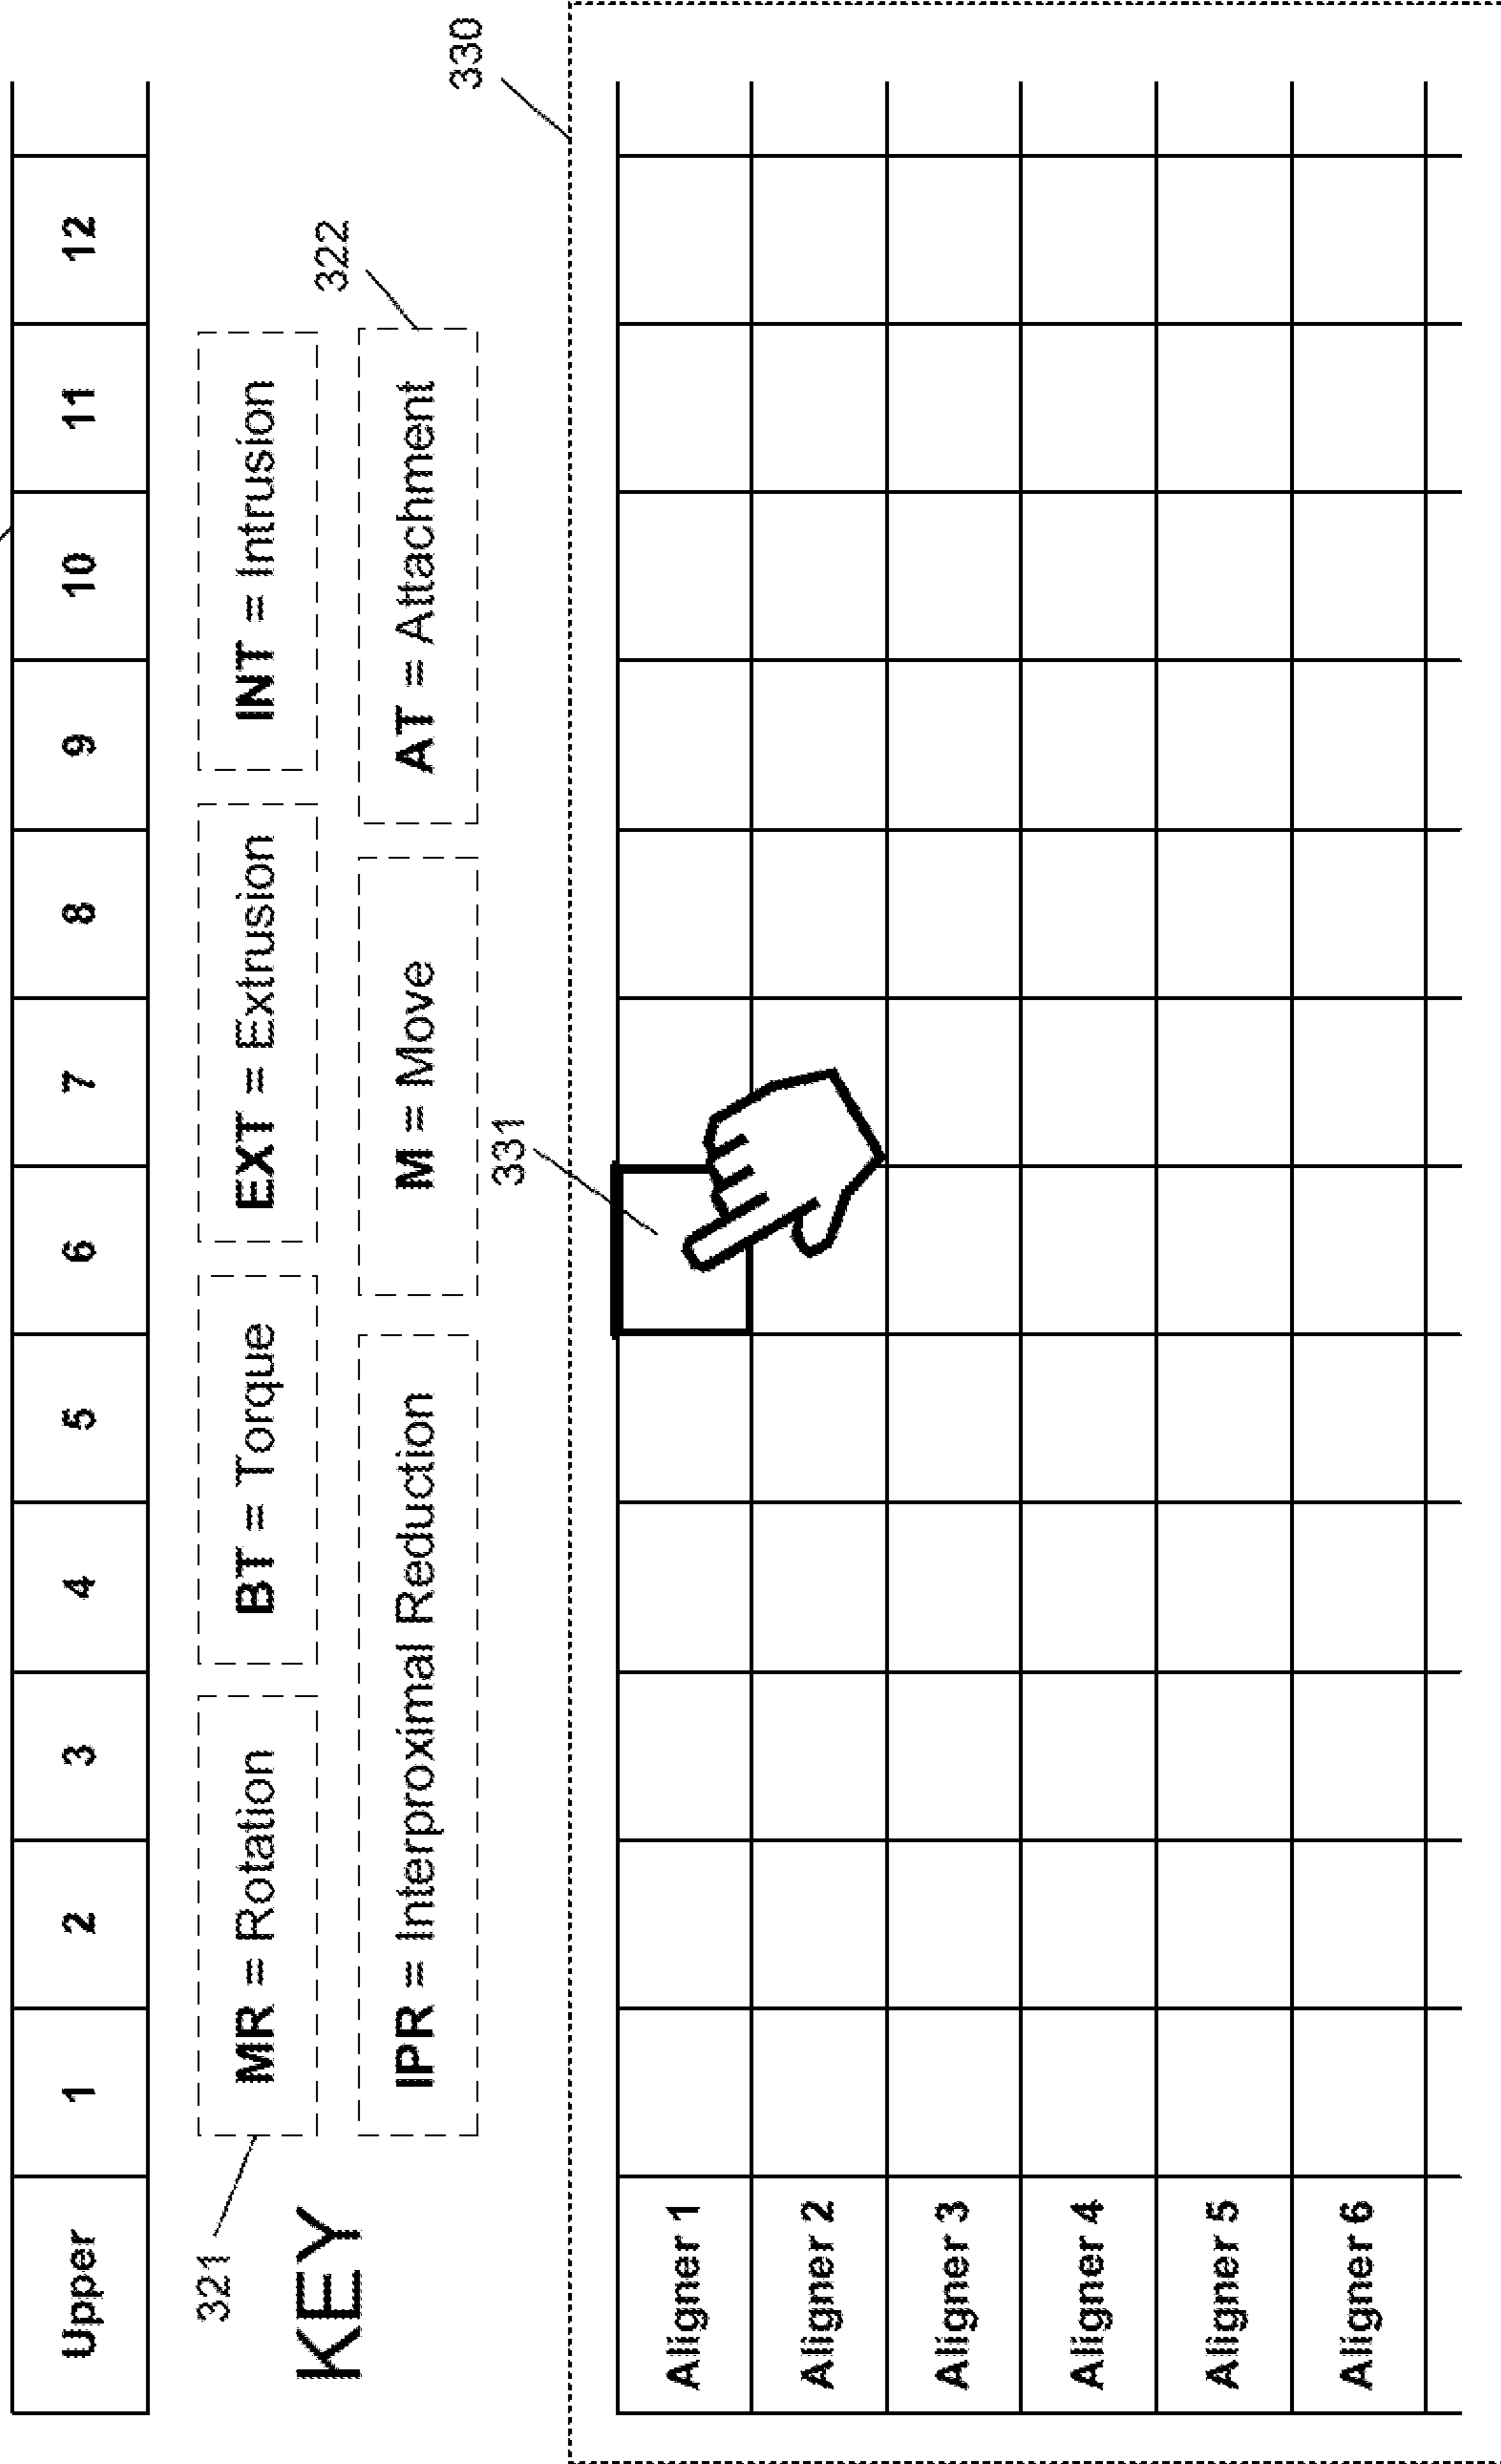 Upper 1 2 3 4 5 6 7 8 9 10 11 12
321
KEY
MR = Rotation BT = Torque EXT = Extrusion INT = Intrusion
IPR = Interproximal Reduction M = Move AT = Attachment
322
331
330
Aligner 1
Aligner 2
Aligner 3
Aligner 4
Aligner 5
Aligner 6